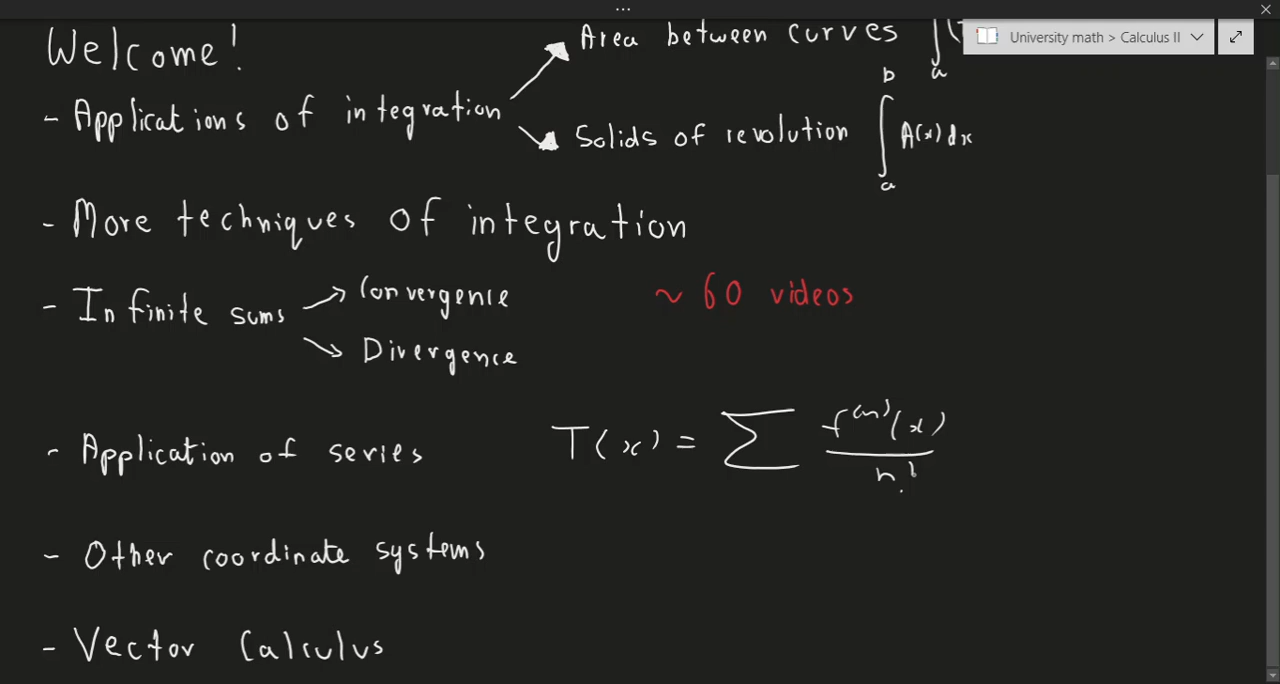 Welcome!
Area between curves ∫ₐ (
University math > Calculus II
- Applications of integration
Solids of revolution ∫ₐᵇ A(x)dx
- More techniques of integration
- Infinite sums
Convergence
~ 60 videos
Divergence
- Application of series
T(x) = ∑ f⁽ⁿ⁾(x) / n!
- Other coordinate systems
- Vector Calculus